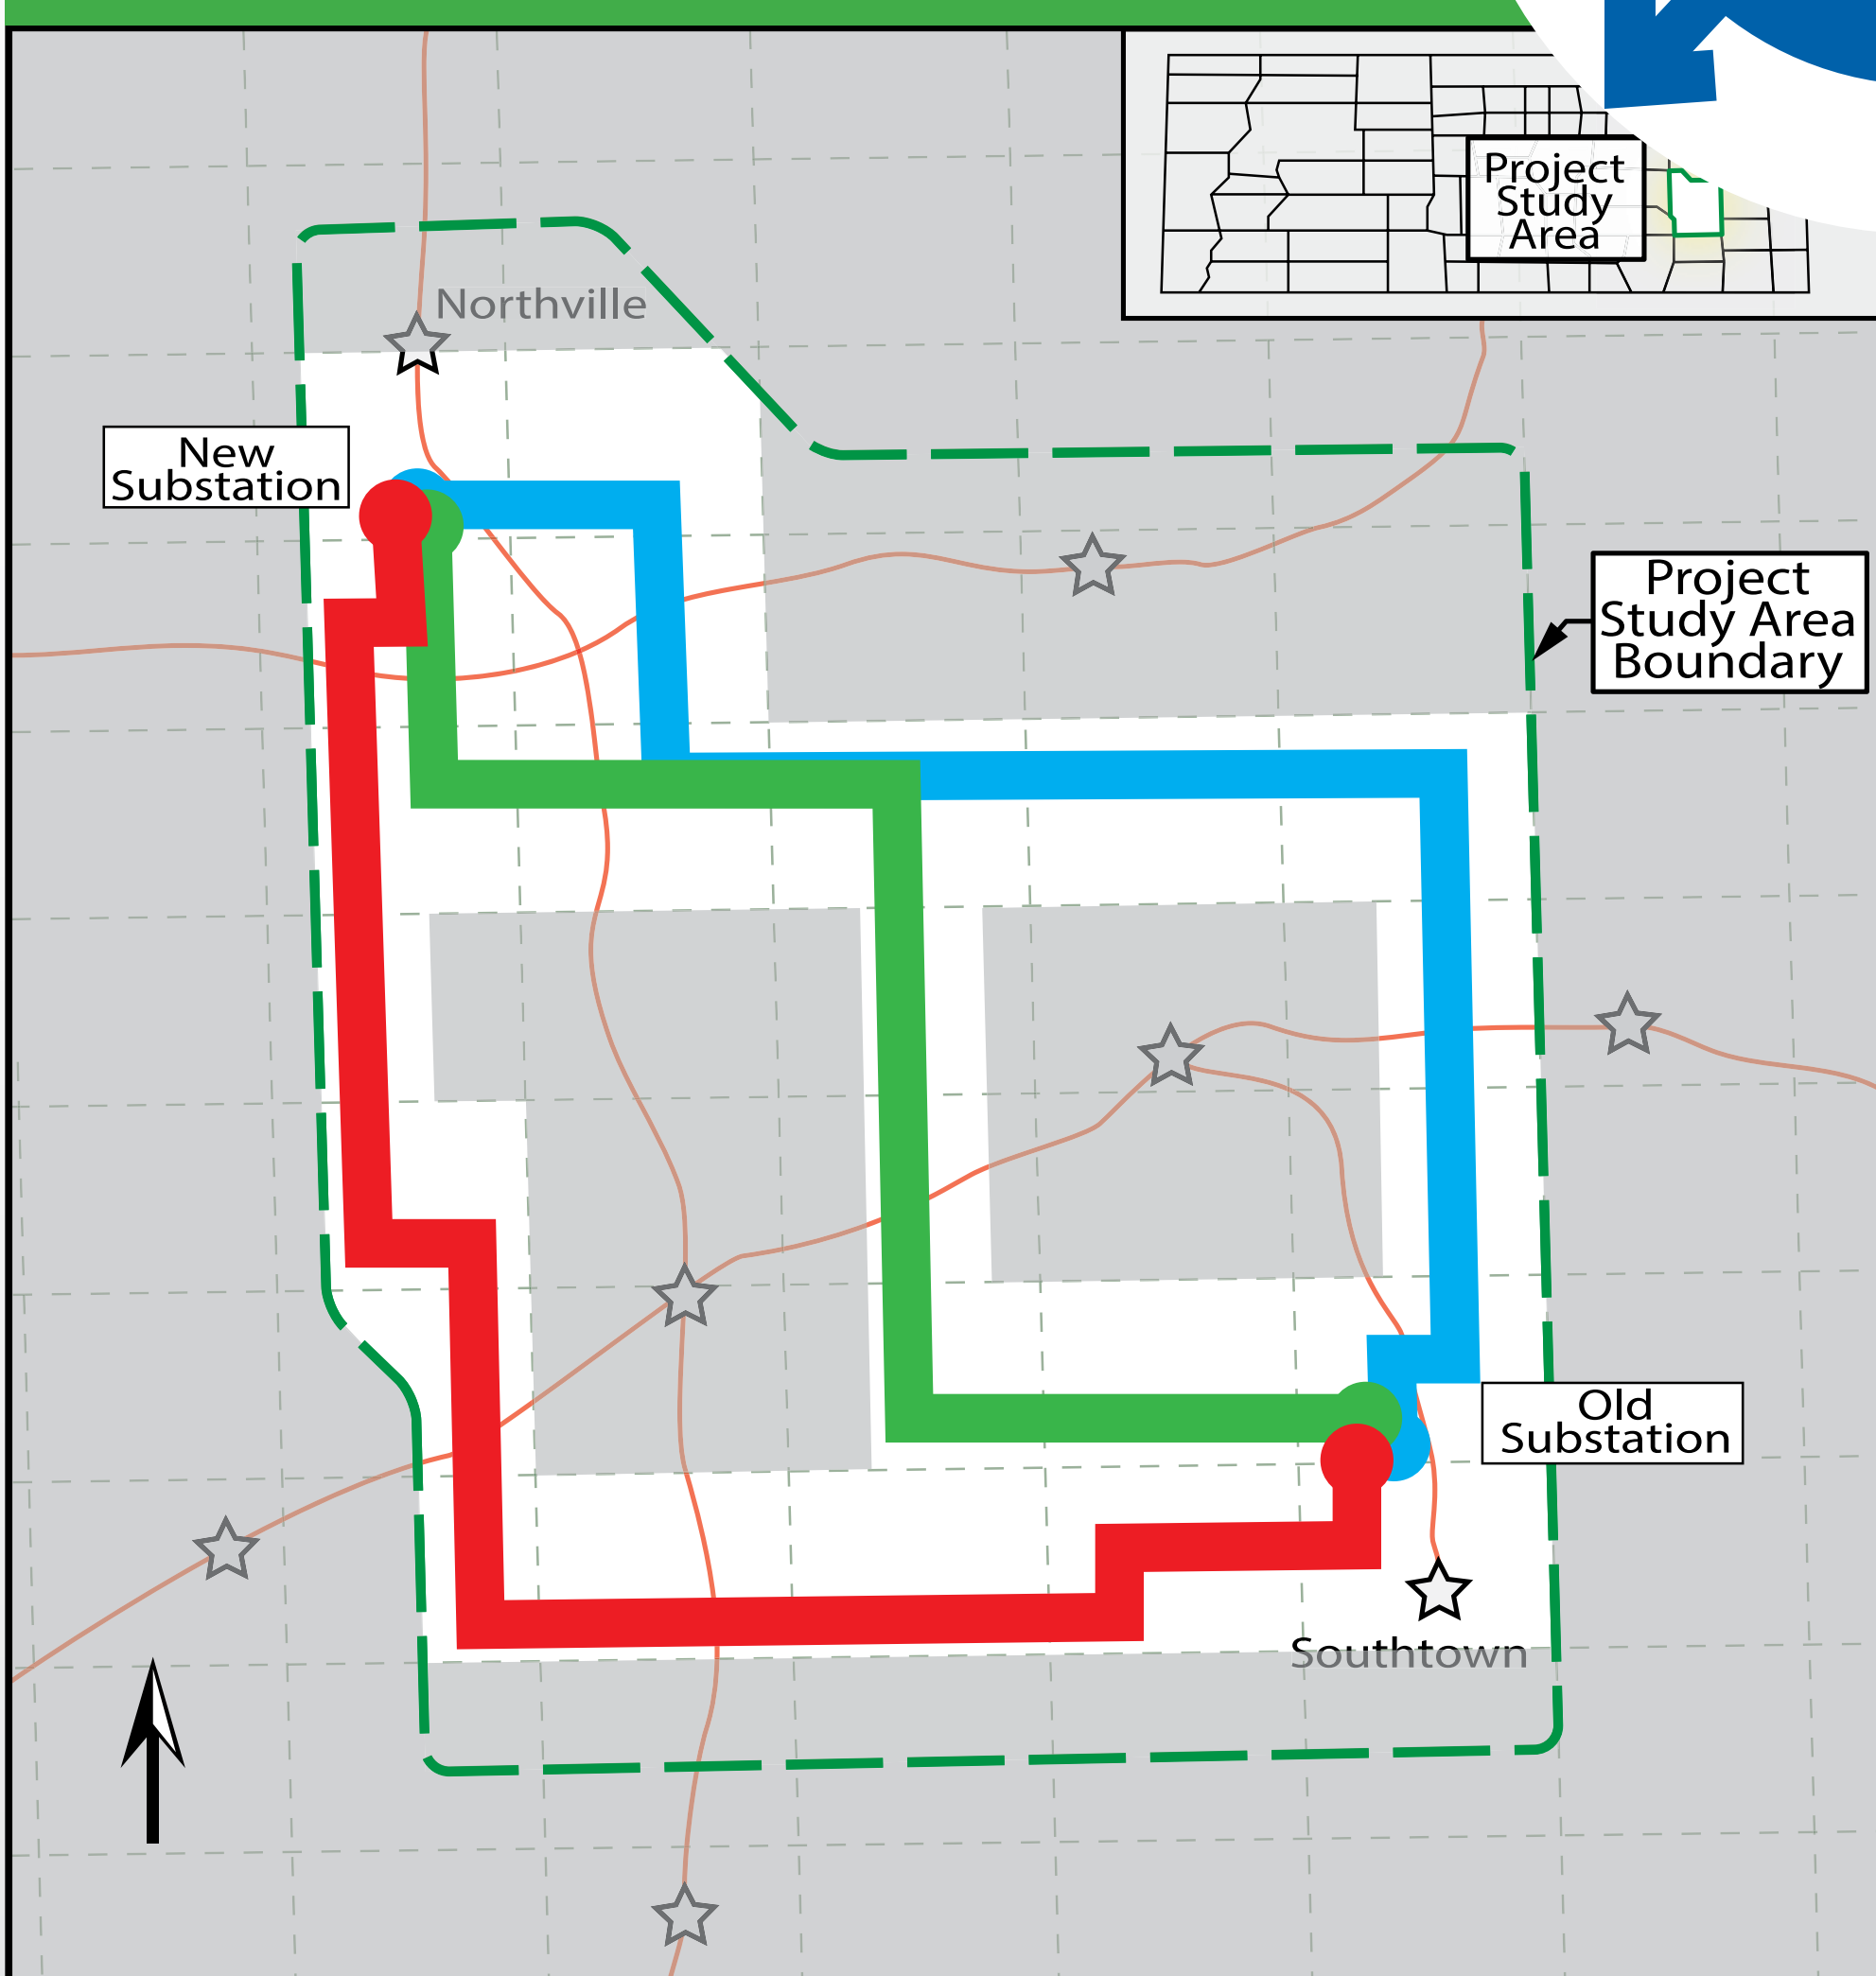 Project
Study
Area
Northville
New
Substation
Project
Study Area
Boundary
Old
Substation
Southtown